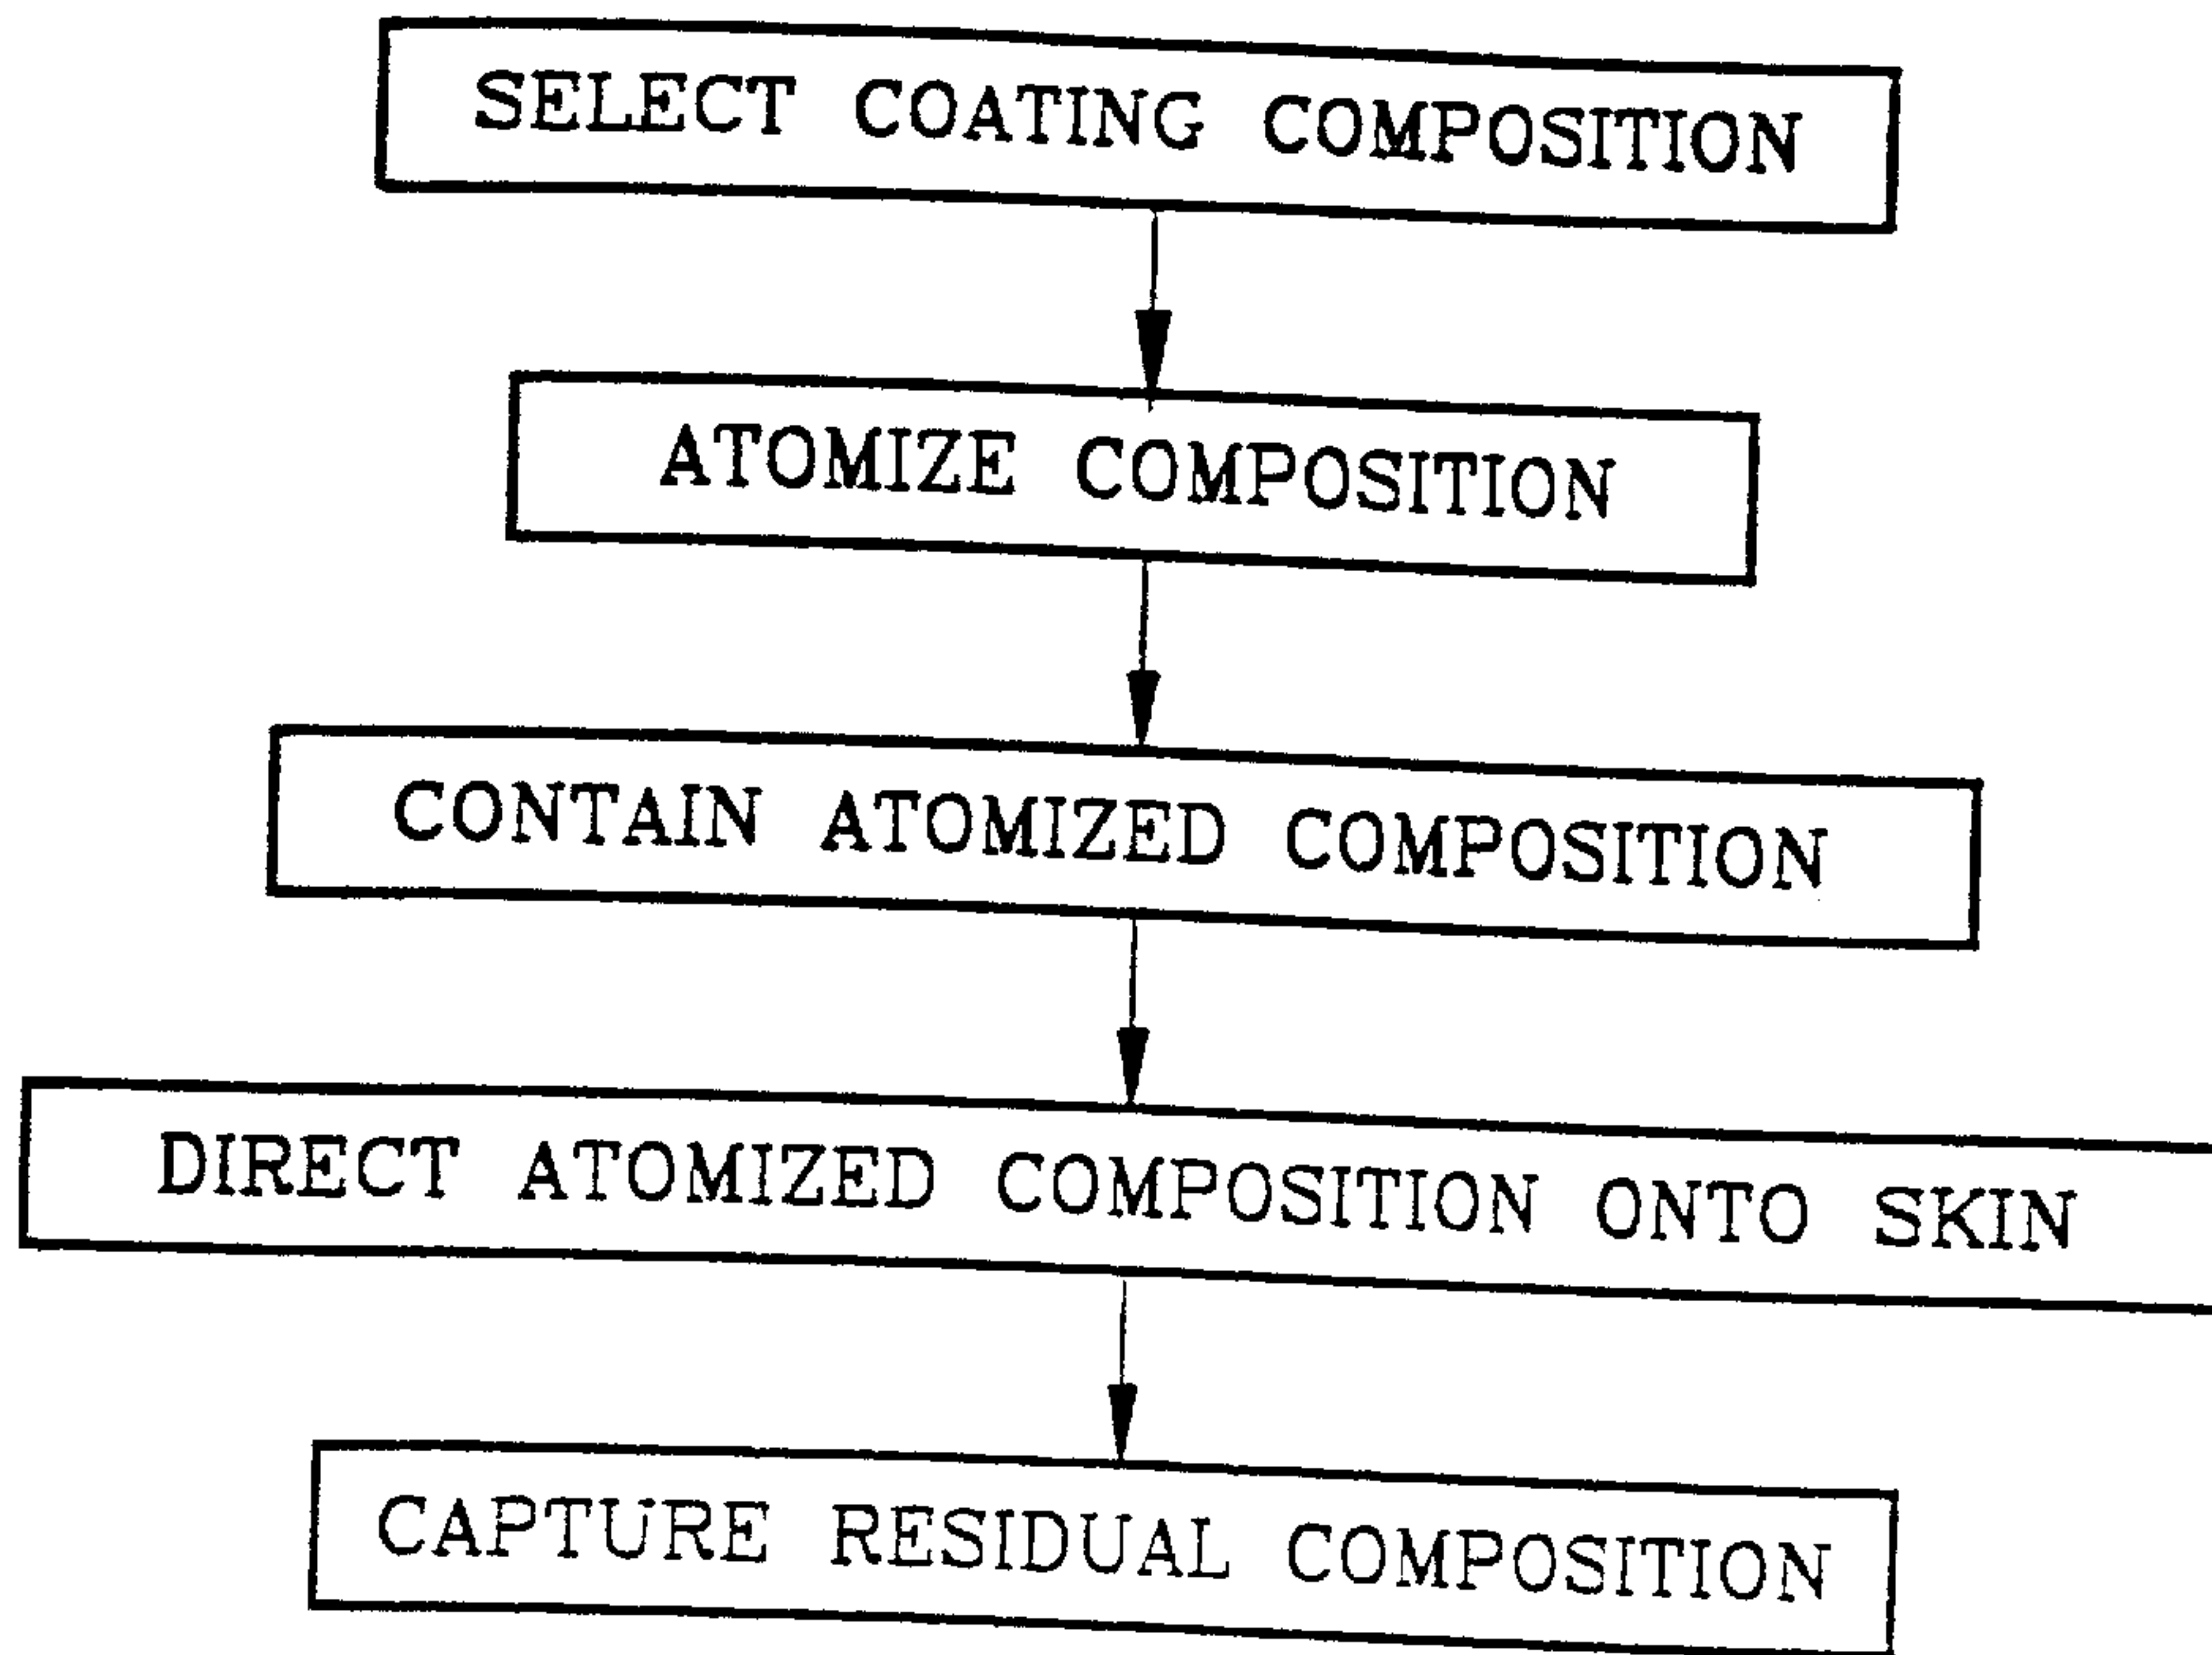 SELECT COATING COMPOSITION
ATOMIZE COMPOSITION
CONTAIN ATOMIZED COMPOSITION
DIRECT ATOMIZED COMPOSITION ONTO SKIN
CAPTURE RESIDUAL COMPOSITION